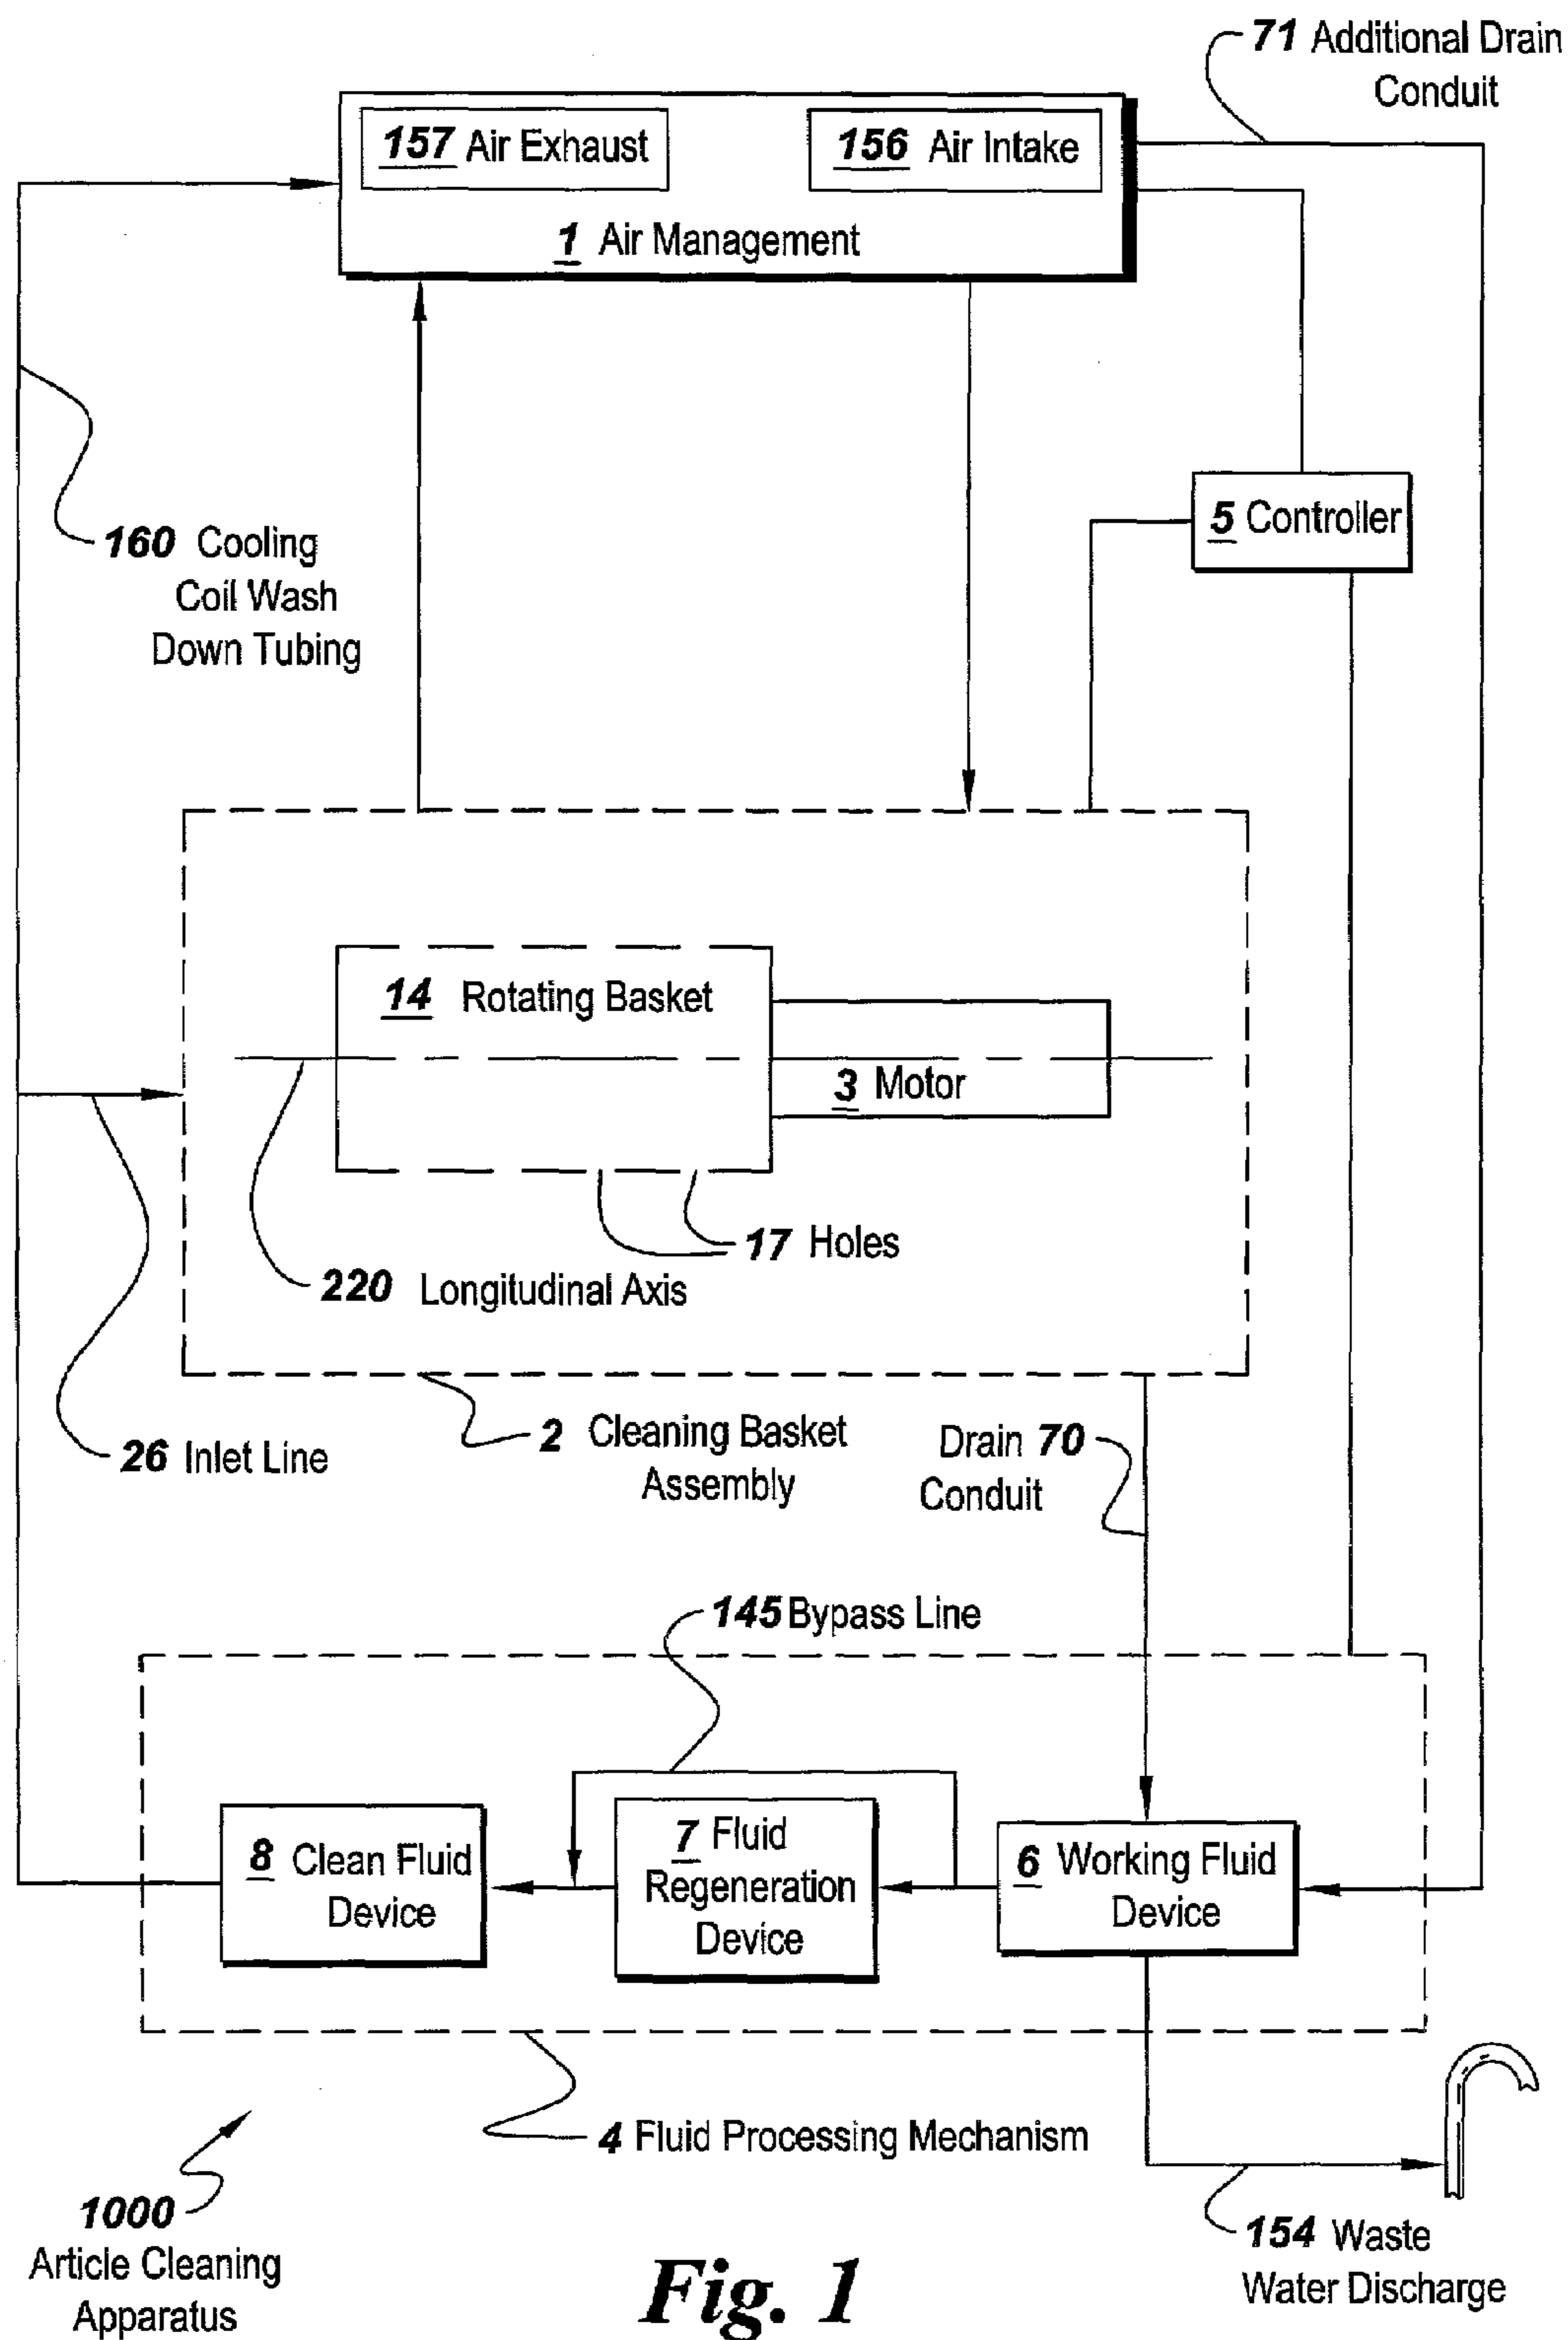 71 Additional Drain
Conduit
157 Air Exhaust
156 Air Intake
1 Air Management
5 Controller
160 Cooling
Coil Wash
Down Tubing
14 Rotating Basket
3 Motor
17 Holes
220 Longitudinal Axis
26 Inlet Line
2 Cleaning Basket
Assembly
Drain 70
Conduit
145 Bypass Line
8 Clean Fluid
Device
7 Fluid
Regeneration
Device
6 Working Fluid
Device
4 Fluid Processing Mechanism
1000
Article Cleaning
Apparatus
154 Waste
Water Discharge
Fig. 1